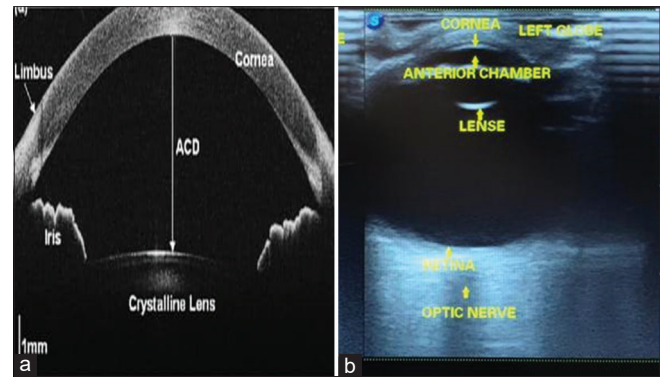 (a)
Limbus
Cornea
ACD
Iris
Crystalline Lens
1mm
a
S
E
CORNEA
LEFT GLOBE
ANTERIOR CHAMBER
LENSE
RETINA
OPTIC NERVE
b